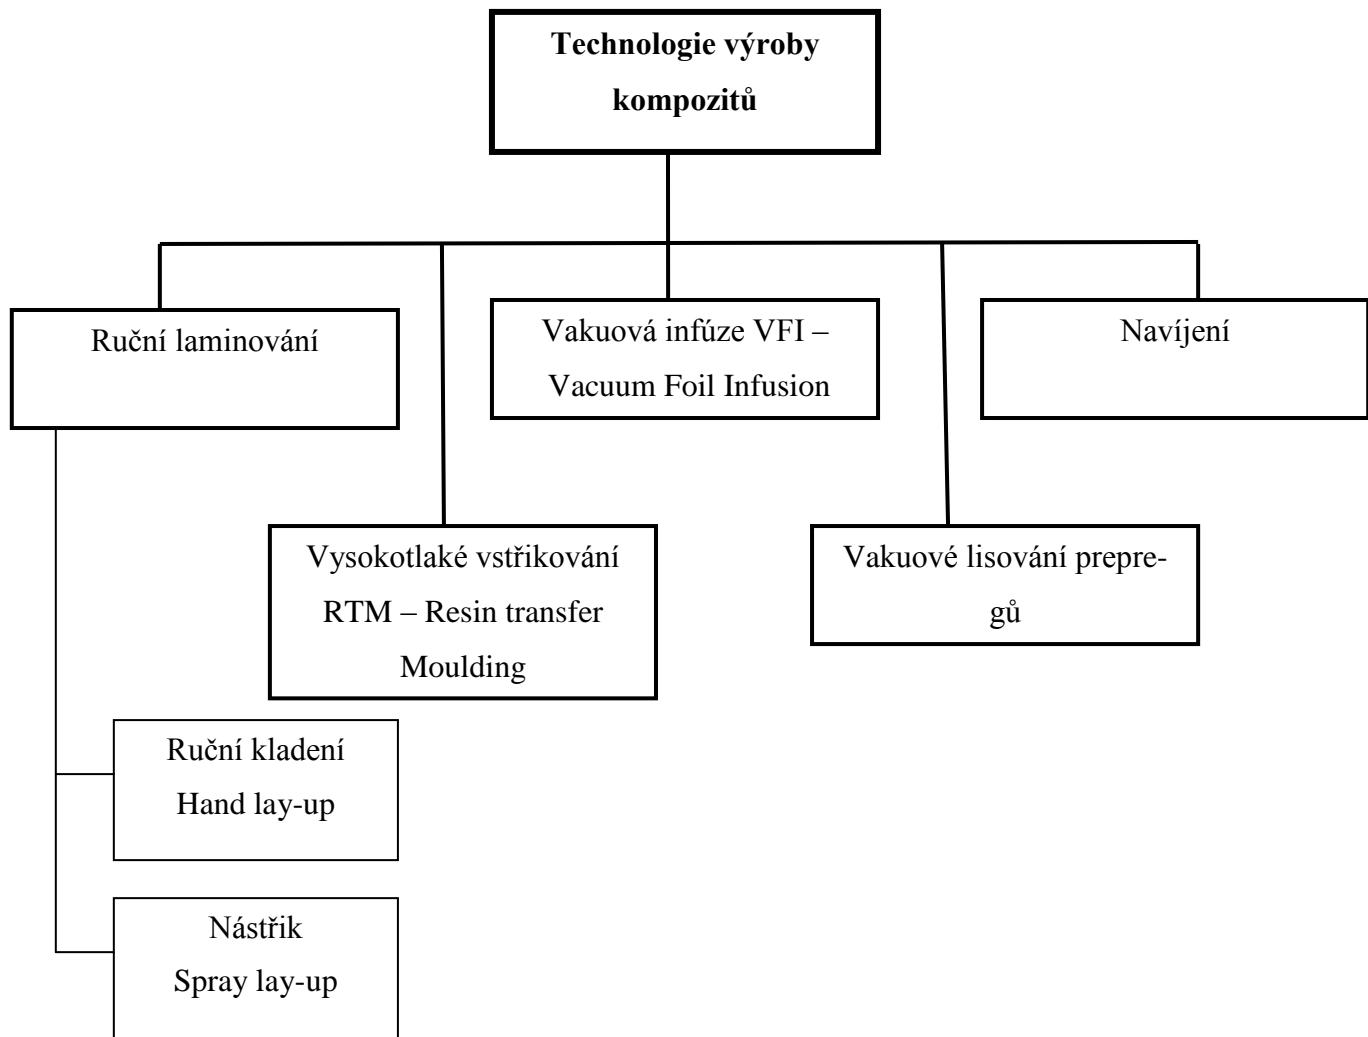 Technologie výroby
kompozitů
Ruční laminování
Vakuová infúze VFI –
Vacuum Foil Infusion
Navíjení
Vysokotlaké vstřikování
RTM – Resin transfer
Moulding
Vakuové lisování prepre-
gů
Ruční kladení
Hand lay-up
Nástřik
Spray lay-up